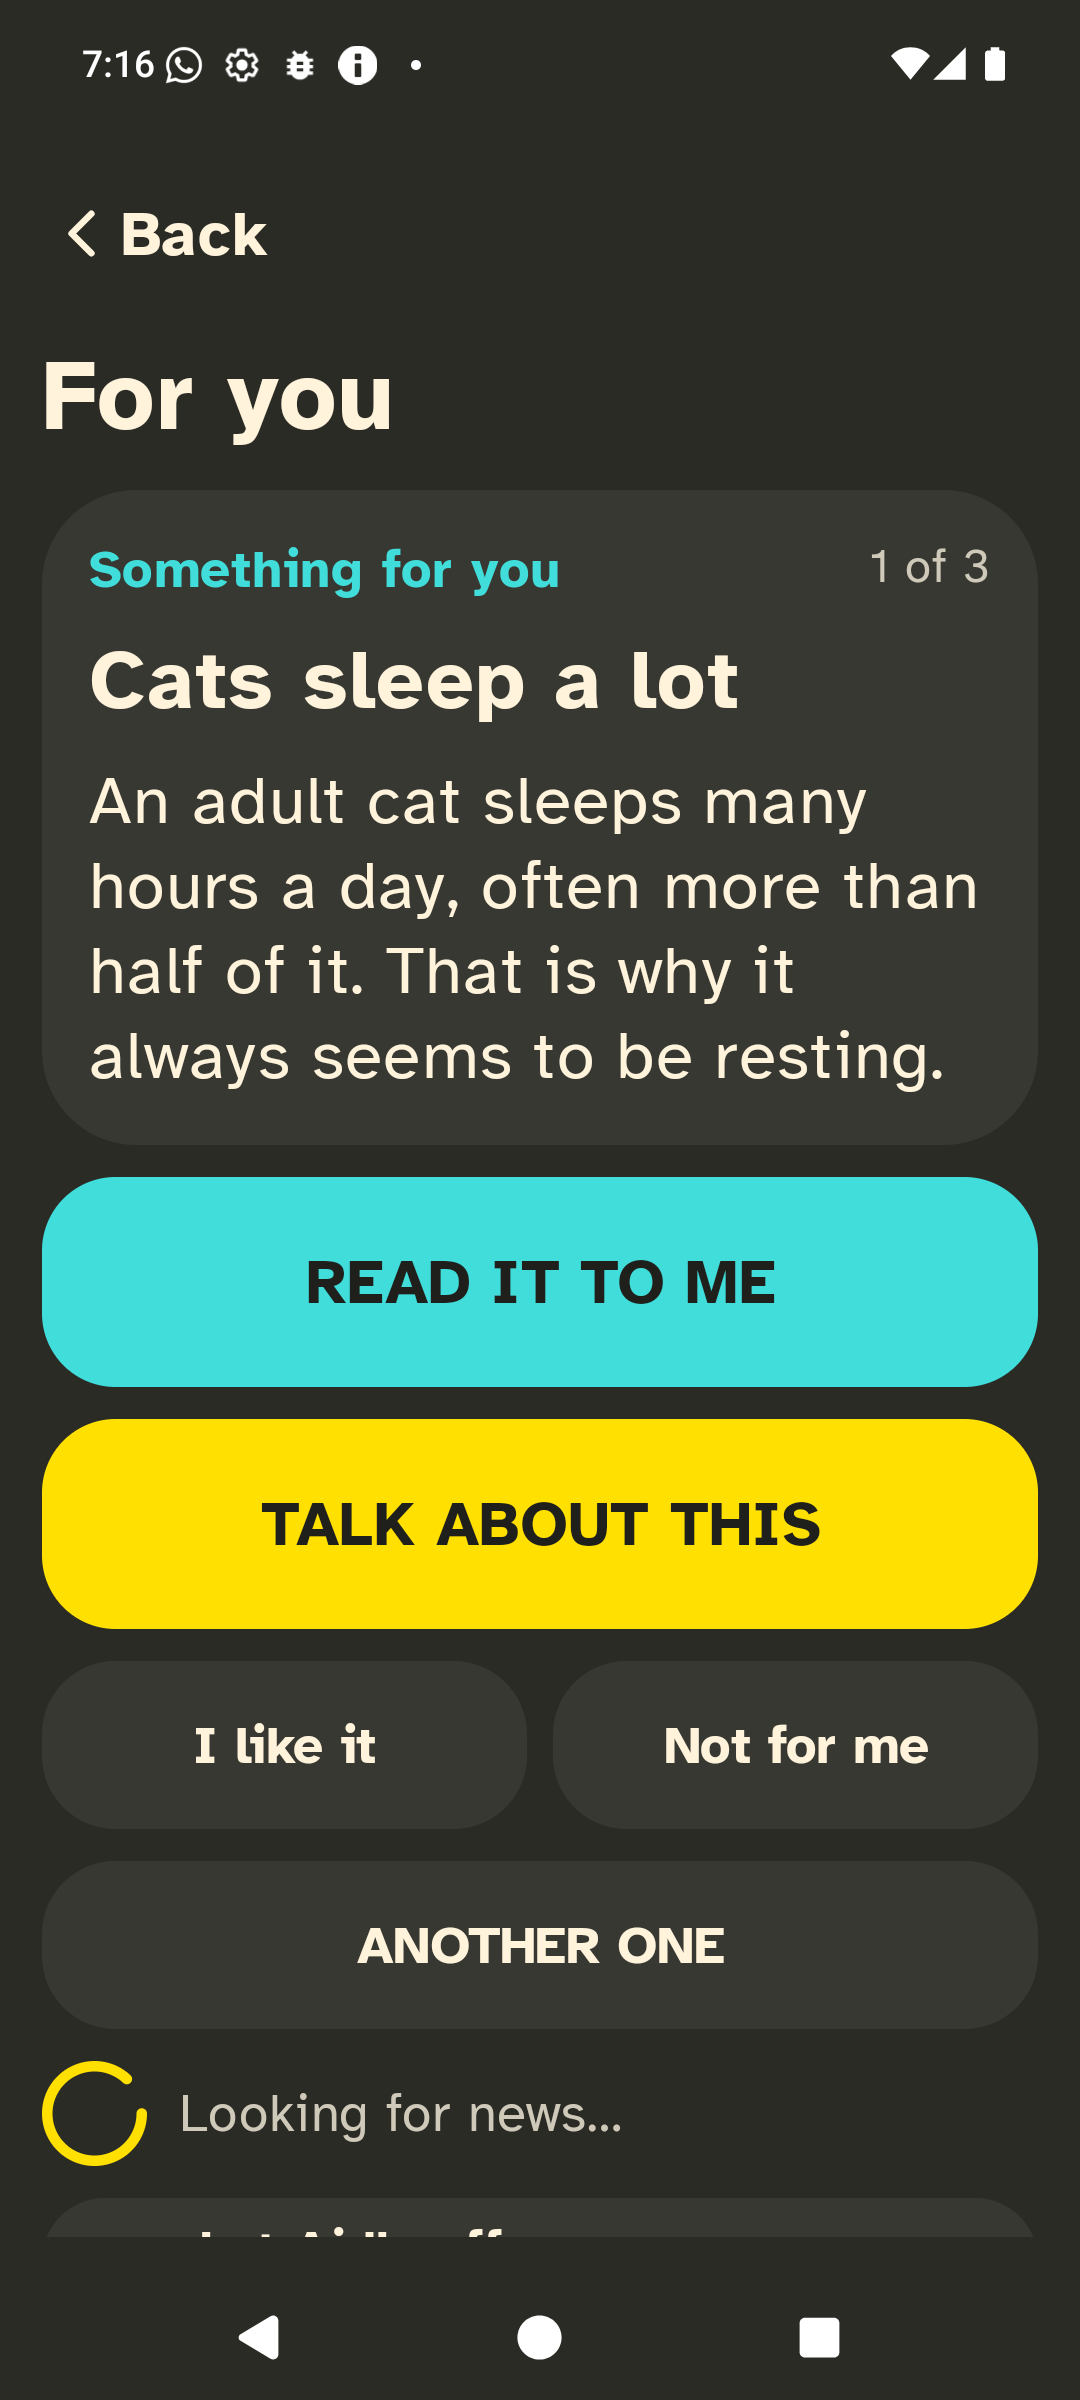 7:16
Back
For you
Something for you
1 of 3
Cats sleep a lot
An adult cat sleeps many
hours a day, often more than
half of it. That is why it
always seems to be resting.
READ IT TO ME
TALK ABOUT THIS
I like it
Not for me
ANOTHER ONE
Looking for news...